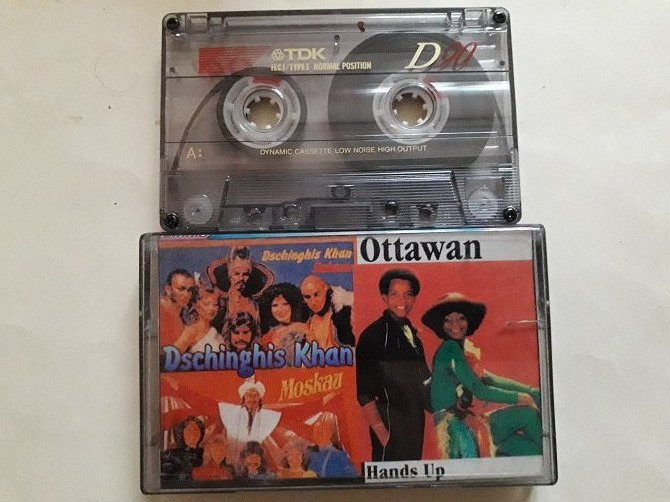 TDK
D90
IEC I/TYPE I NORMAL POSITION
A:
DYNAMIC CASSETTE LOW NOISE HIGH OUTPUT
Dschinghis Khan
Ottawan
Dschinghis Khan
Moskau
Hands Up